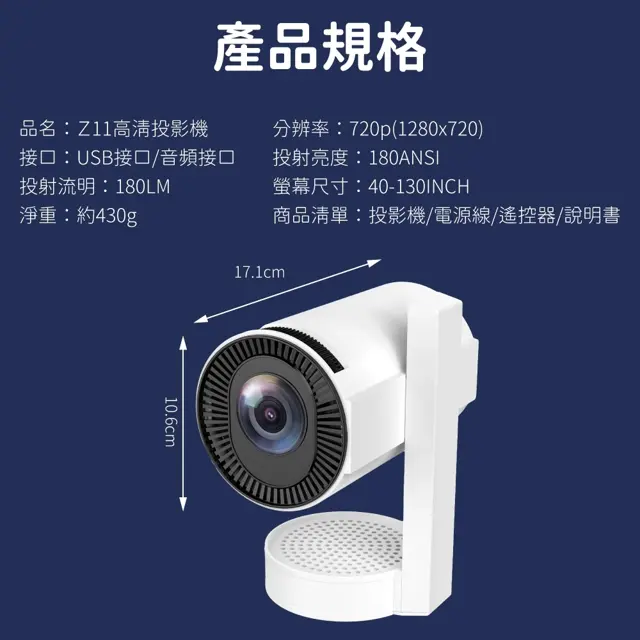 產品規格
品名：Z11高清投影機
接口：USB接口/音頻接口
投射流明：180LM
淨重：約430g
分辨率：720p(1280x720)
投射亮度：180ANSI
螢幕尺寸：40-130INCH
商品清單：投影機/電源線/遙控器/說明書
17.1cm
10.6cm